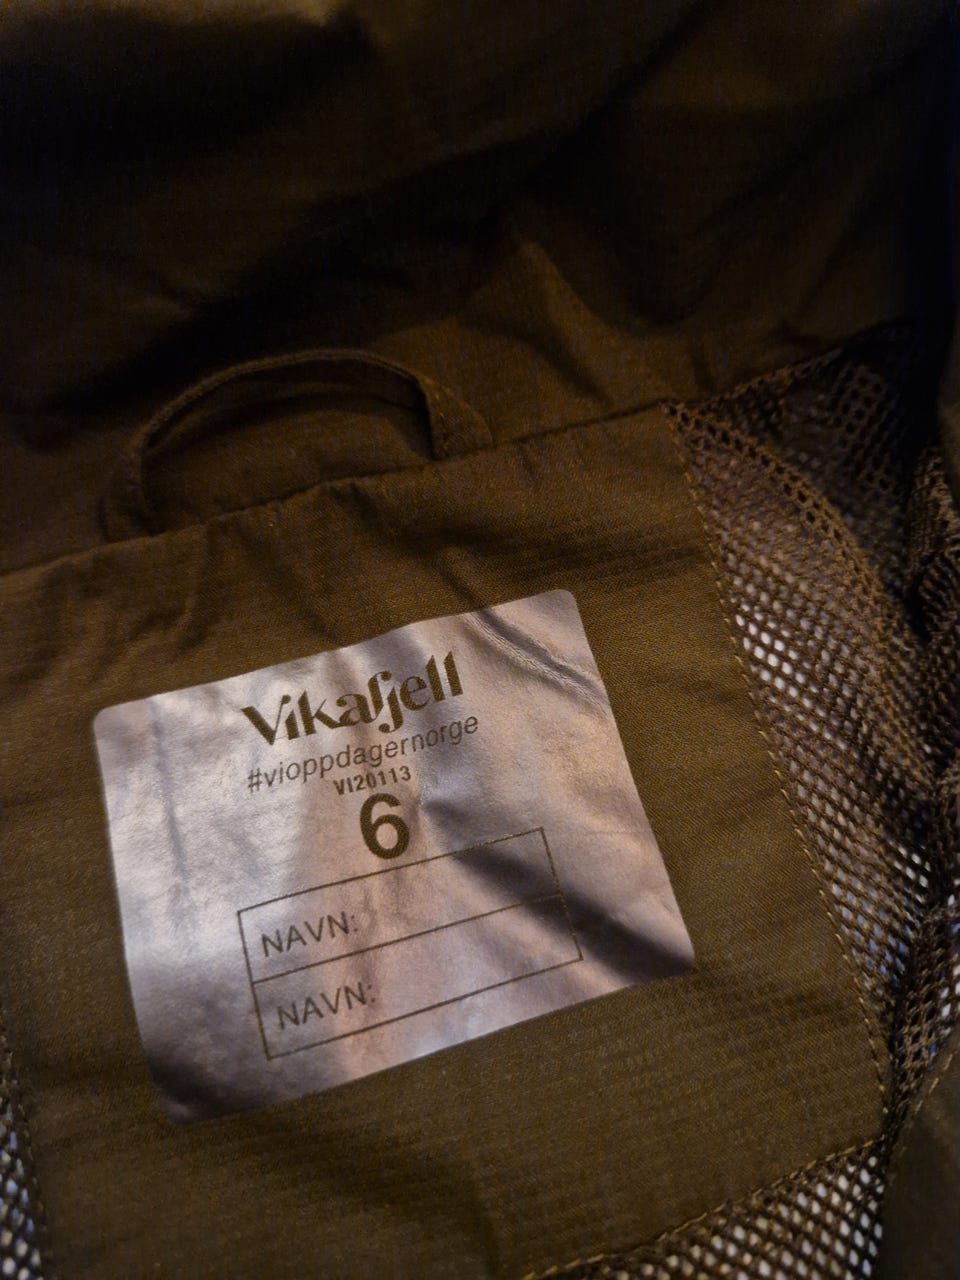 Vikafjell
#vioppdagernorge
VI20113
6
NAVN:
NAVN: